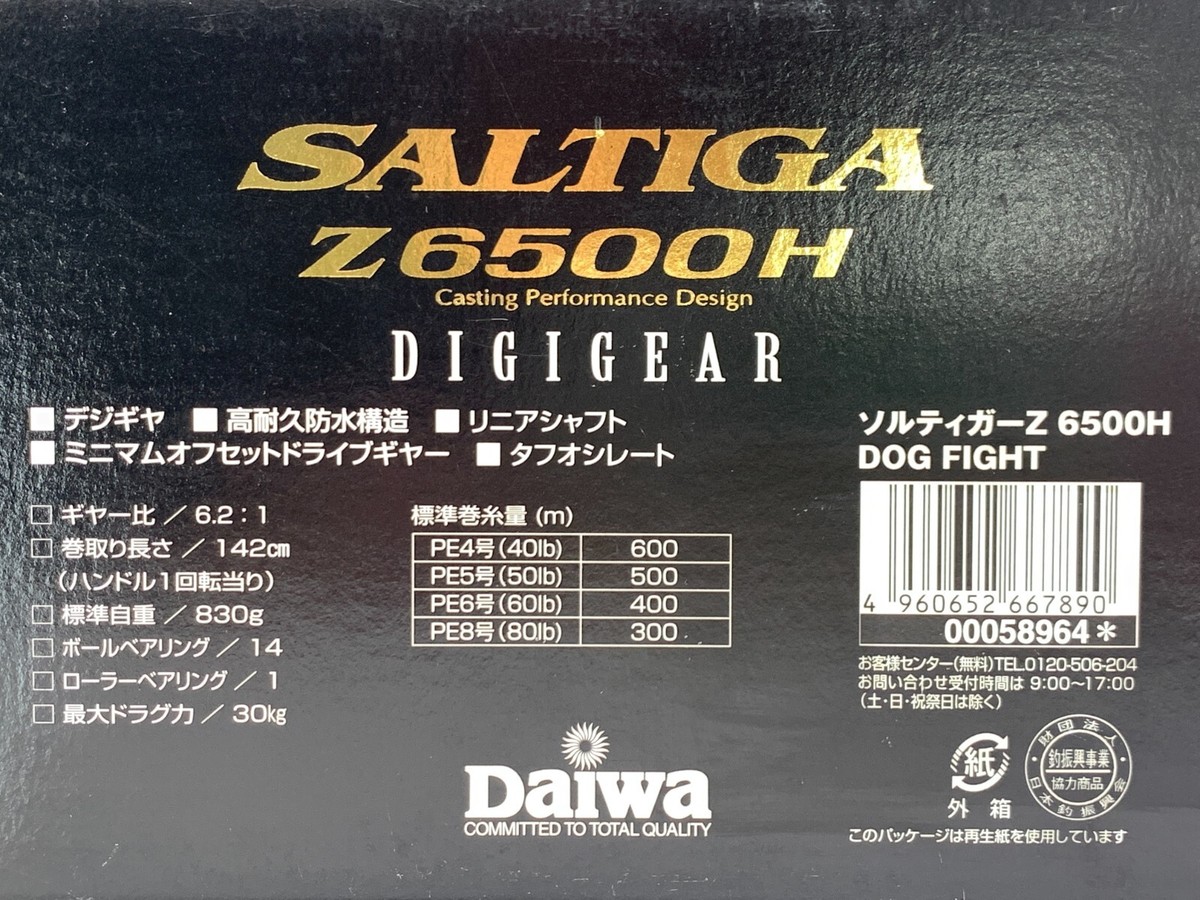 SALTIGA
Z6500H
Casting Performance Design
DIGIGEAR
■ デジギヤ ■ 高耐久防水構造 ■ リニアシャフト
■ ミニマムオフセットドライブギヤー ■ タフオシレート
□ ギヤー比 / 6.2:1
□ 巻取り長さ / 142cm
(ハンドル1回転当り)
□ 標準自重 / 830g
□ ボールベアリング / 14
□ ローラーベアリング / 1
□ 最大ドラグ力 / 30kg
標準巻糸量 (m)
PE4号(40lb) 600
PE5号(50lb) 500
PE6号(60lb) 400
PE8号(80lb) 300
ソルティガーZ 6500H
DOG FIGHT
4 960652 667890
00058964*
お客様センター(無料)TEL0120-506-204
お問い合わせ受付時間は 9:00~17:00
(土・日・祝祭日は除く)
紙
外 箱
財団法人
釣振興事業
協力商品
日本釣振興会
このパッケージは再生紙を使用しています
Daiwa
COMMITTED TO TOTAL QUALITY